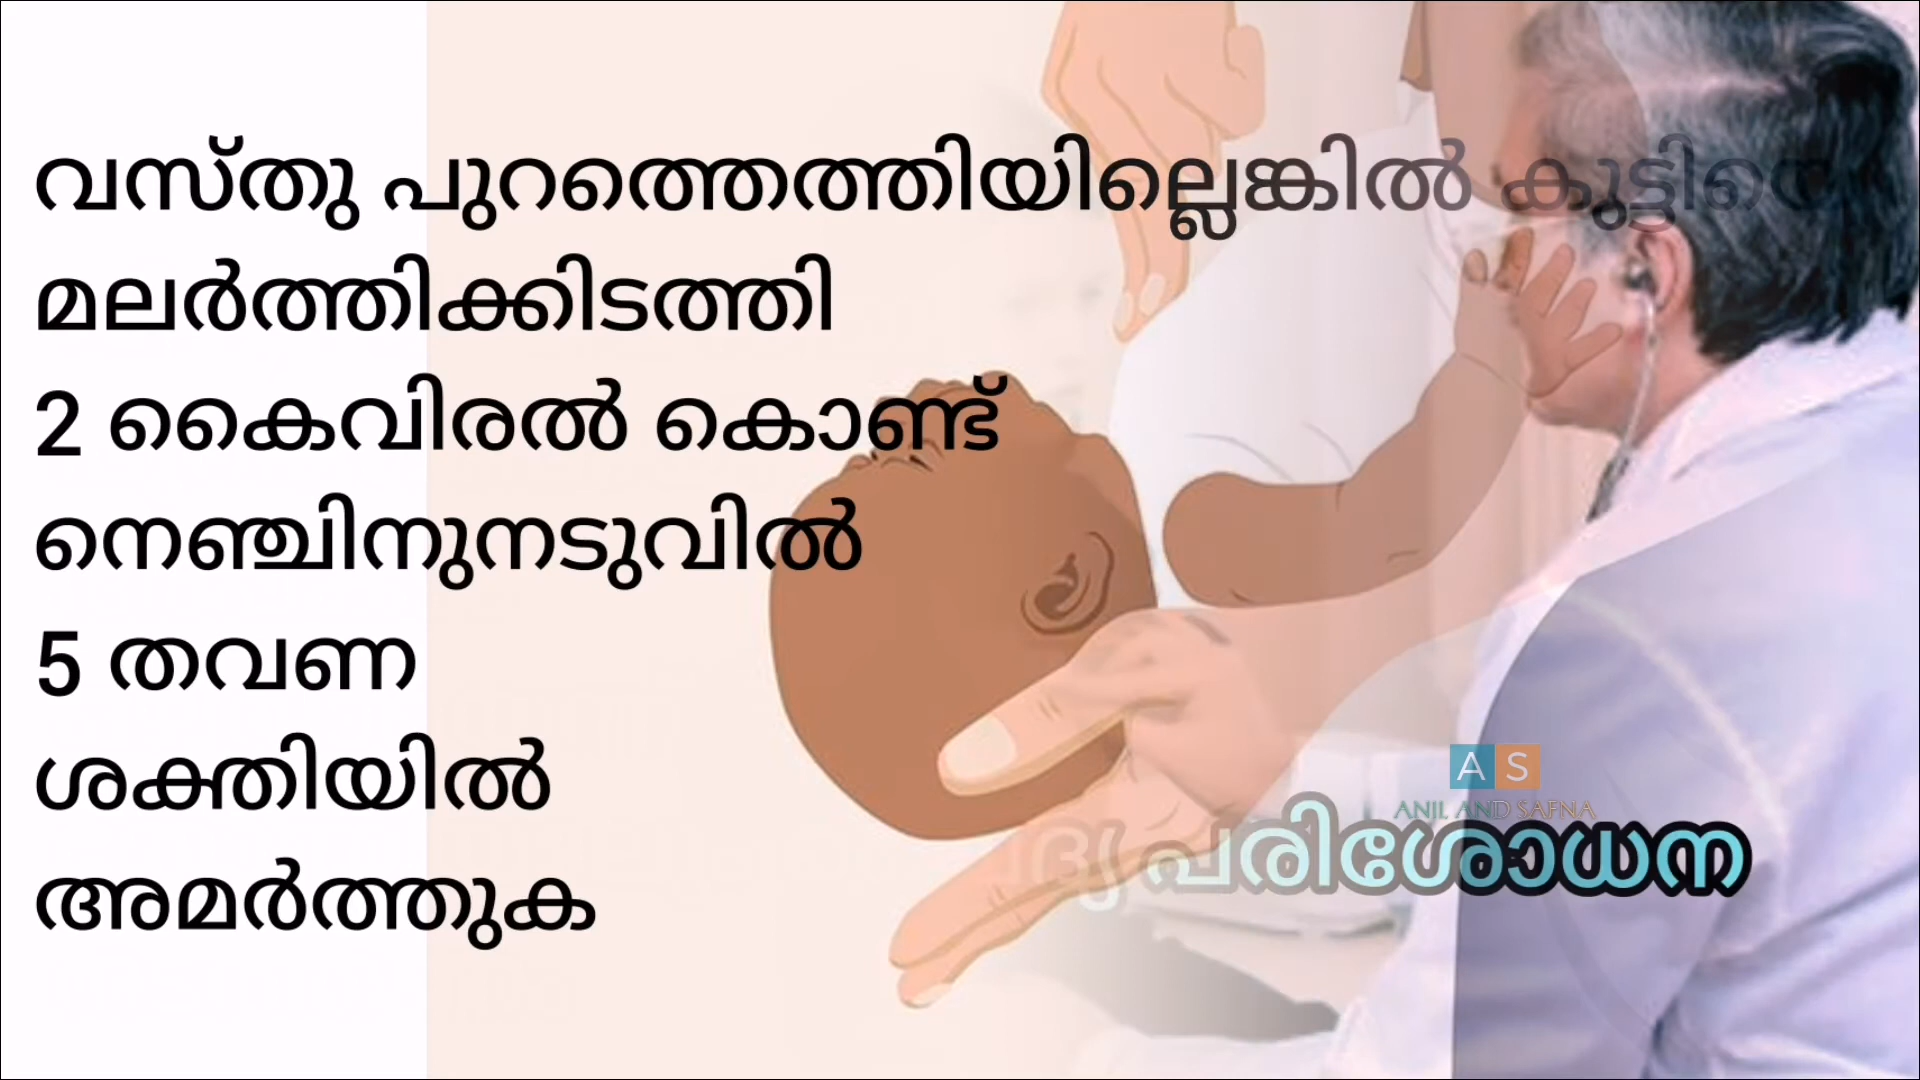 വസ്തു പുറത്തെത്തിയില്ലെങ്കിൽ കുട്ടിയെ
മലർത്തിക്കിടത്തി
2 കൈവിരൽ കൊണ്ട്
നെഞ്ചിനുനടുവിൽ
5 തവണ
ശക്തിയിൽ
അമർത്തുക
A S
ANIL AND SAFNA
പരിശോധന